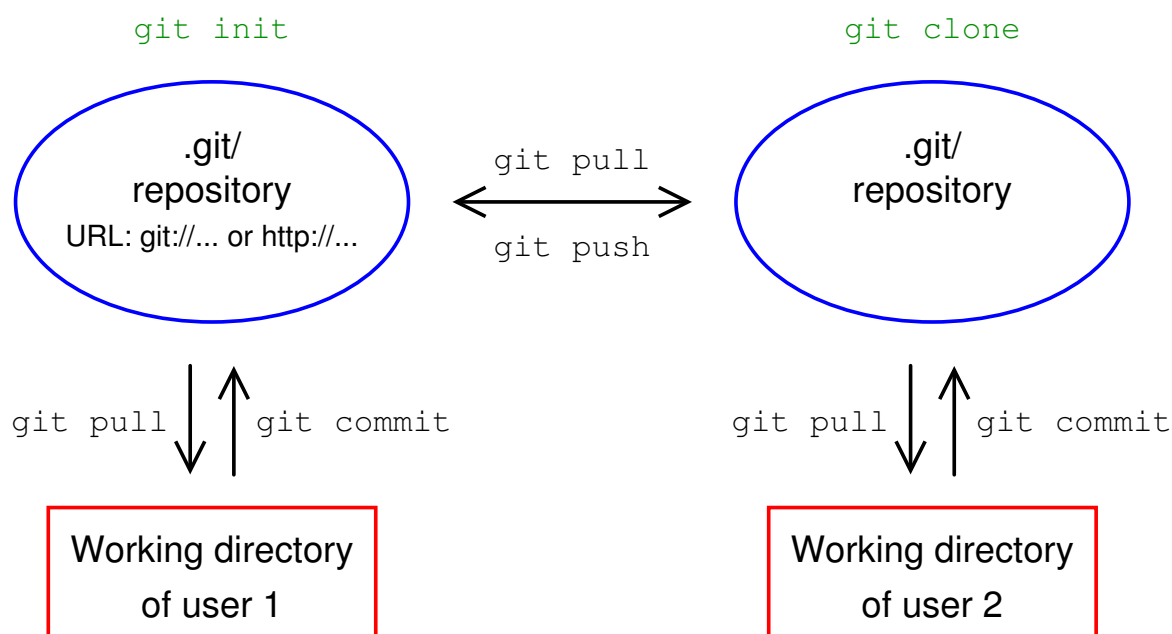 git init
git clone
.git/
repository
URL: git://... or http://...
git pull
git push
.git/
repository
git pull
git commit
git pull
git commit
Working directory
of user 1
Working directory
of user 2